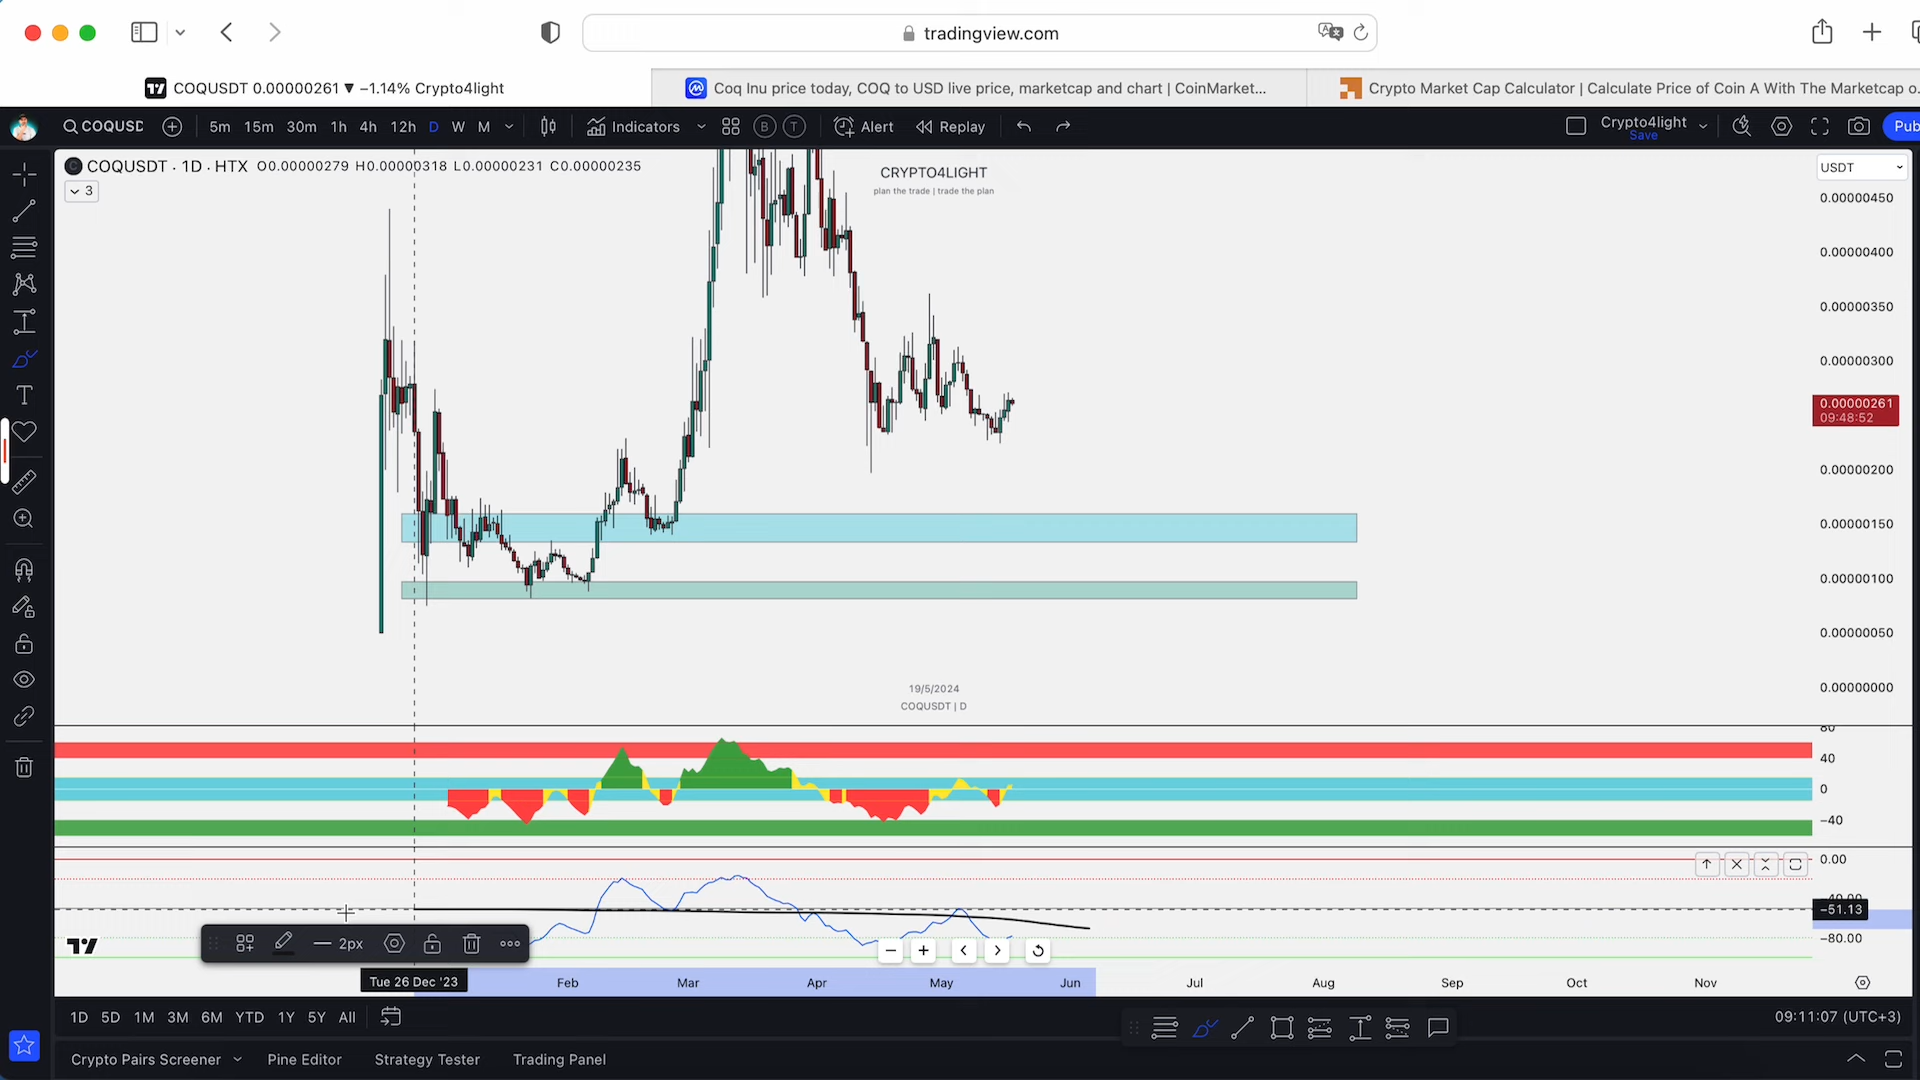 tradingview.com
COQUSDT 0.00000261 ▼ −1.14% Crypto4light
Coq Inu price today, COQ to USD live price, marketcap and chart | CoinMarket...
Crypto Market Cap Calculator | Calculate Price of Coin A With The Marketcap o.
COQUSD
5m 15m 30m 1h 4h 12h D W M
Indicators
B T
Alert
Replay
Crypto4light
Save
Pub
COQUSDT · 1D · HTX O0.00000279 H0.00000318 L0.00000231 C0.00000235
3
CRYPTO4LIGHT
plan the trade | trade the plan
USDT
0.00000450
0.00000400
0.00000350
0.00000300
0.00000261
09:48:52
0.00000200
0.00000150
0.00000100
0.00000050
0.00000000
19/5/2024
COQUSDT | D
80
40
0
−40
0.00
−40.00
−51.13
−80.00
2px
Tue 26 Dec '23
Feb Mar Apr May Jun Jul Aug Sep Oct Nov
1D 5D 1M 3M 6M YTD 1Y 5Y All
09:11:07 (UTC+3)
Crypto Pairs Screener Pine Editor Strategy Tester Trading Panel